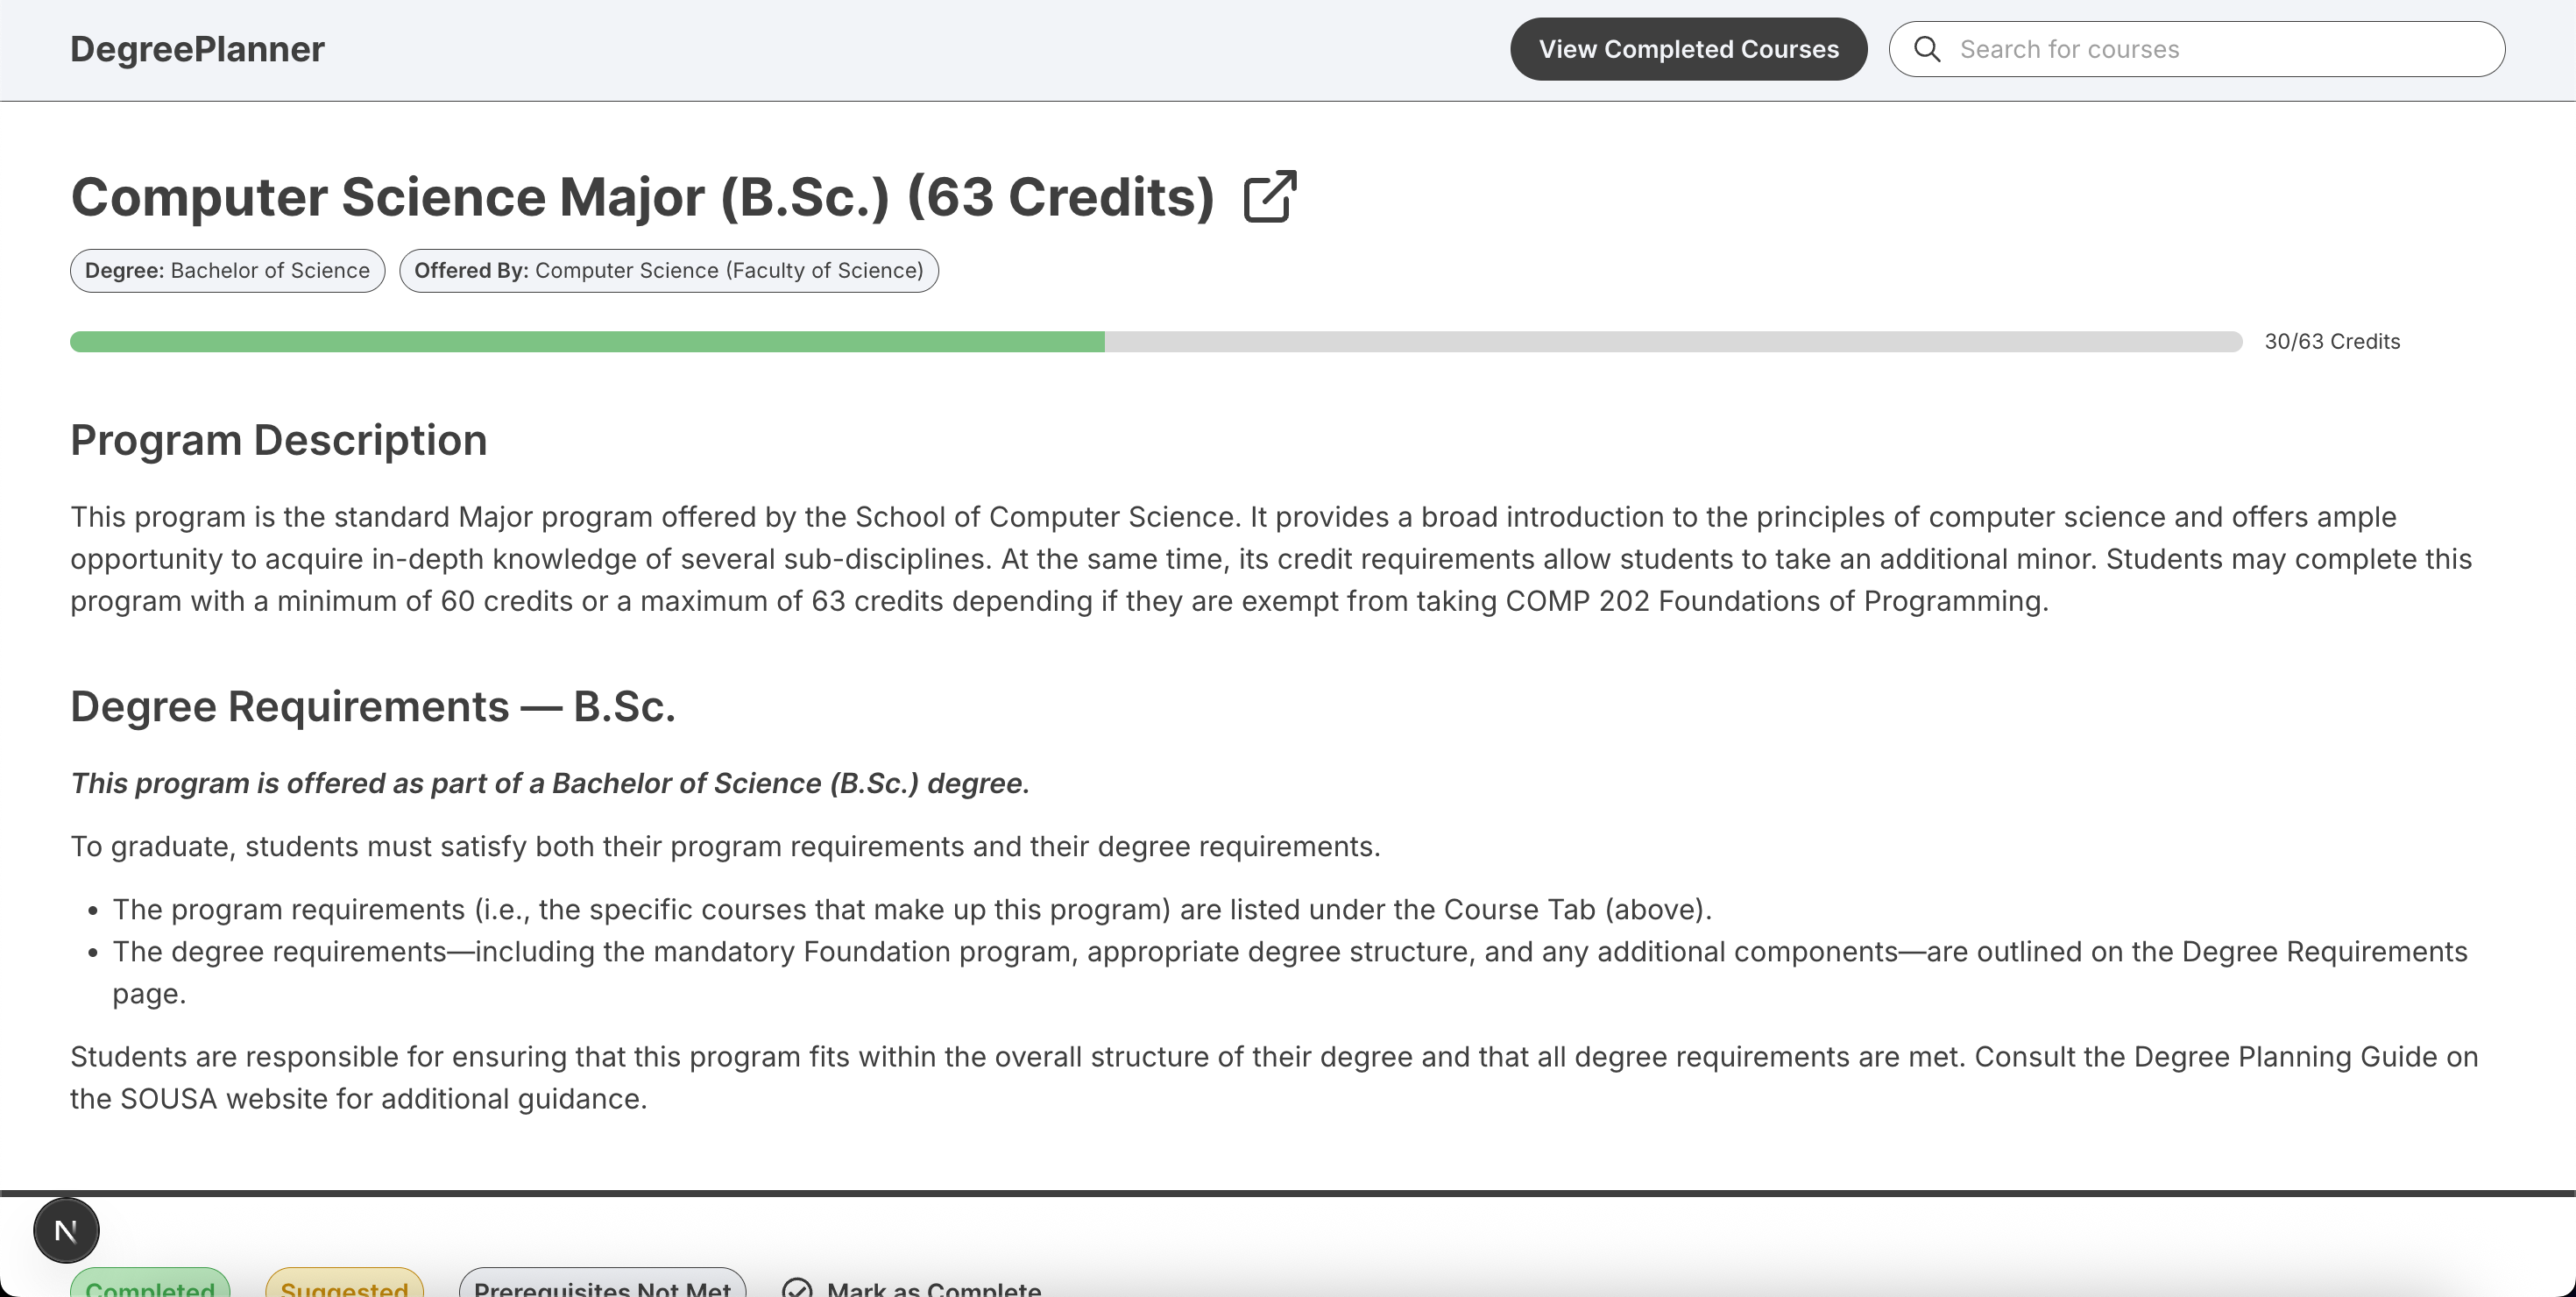 DegreePlanner
View Completed Courses
Search for courses
Computer Science Major (B.Sc.) (63 Credits)
Degree: Bachelor of Science
Offered By: Computer Science (Faculty of Science)
30/63 Credits
Program Description
This program is the standard Major program offered by the School of Computer Science. It provides a broad introduction to the principles of computer science and offers ample
opportunity to acquire in-depth knowledge of several sub-disciplines. At the same time, its credit requirements allow students to take an additional minor. Students may complete this
program with a minimum of 60 credits or a maximum of 63 credits depending if they are exempt from taking COMP 202 Foundations of Programming.
Degree Requirements — B.Sc.
This program is offered as part of a Bachelor of Science (B.Sc.) degree.
To graduate, students must satisfy both their program requirements and their degree requirements.
• The program requirements (i.e., the specific courses that make up this program) are listed under the Course Tab (above).
• The degree requirements—including the mandatory Foundation program, appropriate degree structure, and any additional components—are outlined on the Degree Requirements
page.
Students are responsible for ensuring that this program fits within the overall structure of their degree and that all degree requirements are met. Consult the Degree Planning Guide on
the SOUSA website for additional guidance.
N
Completed
Suggested
Prerequisites Not Met
Mark as Complete